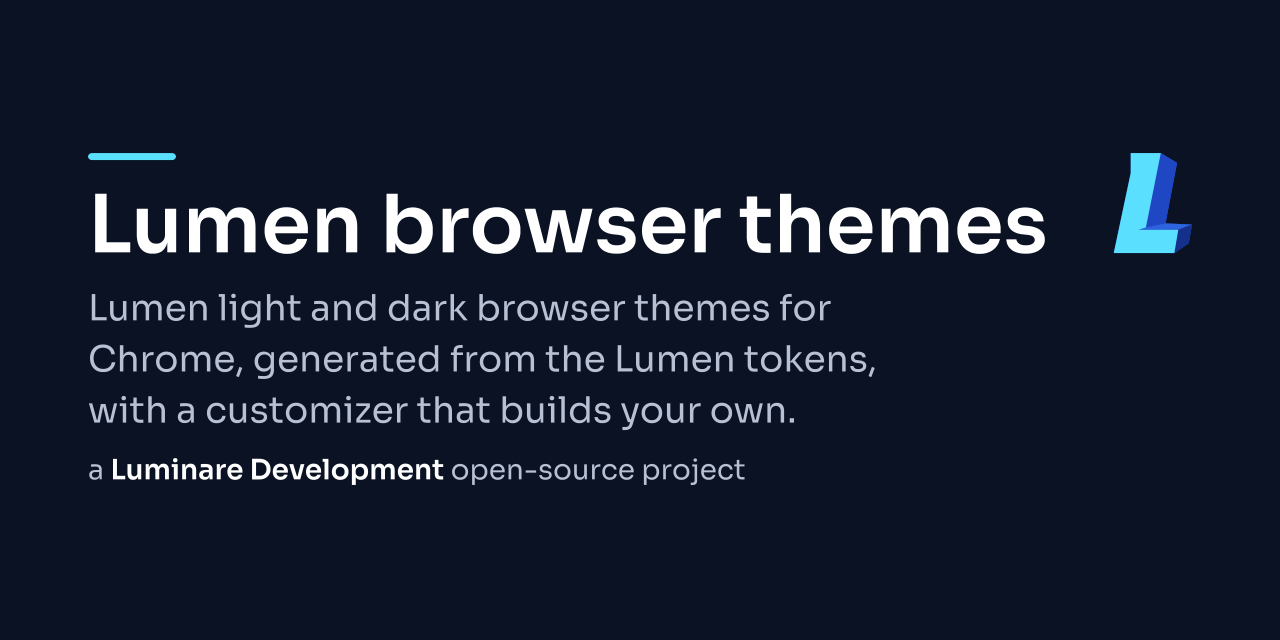 Lumen browser themes
Lumen light and dark browser themes for
Chrome, generated from the Lumen tokens,
with a customizer that builds your own.
a Luminare Development open-source project
L